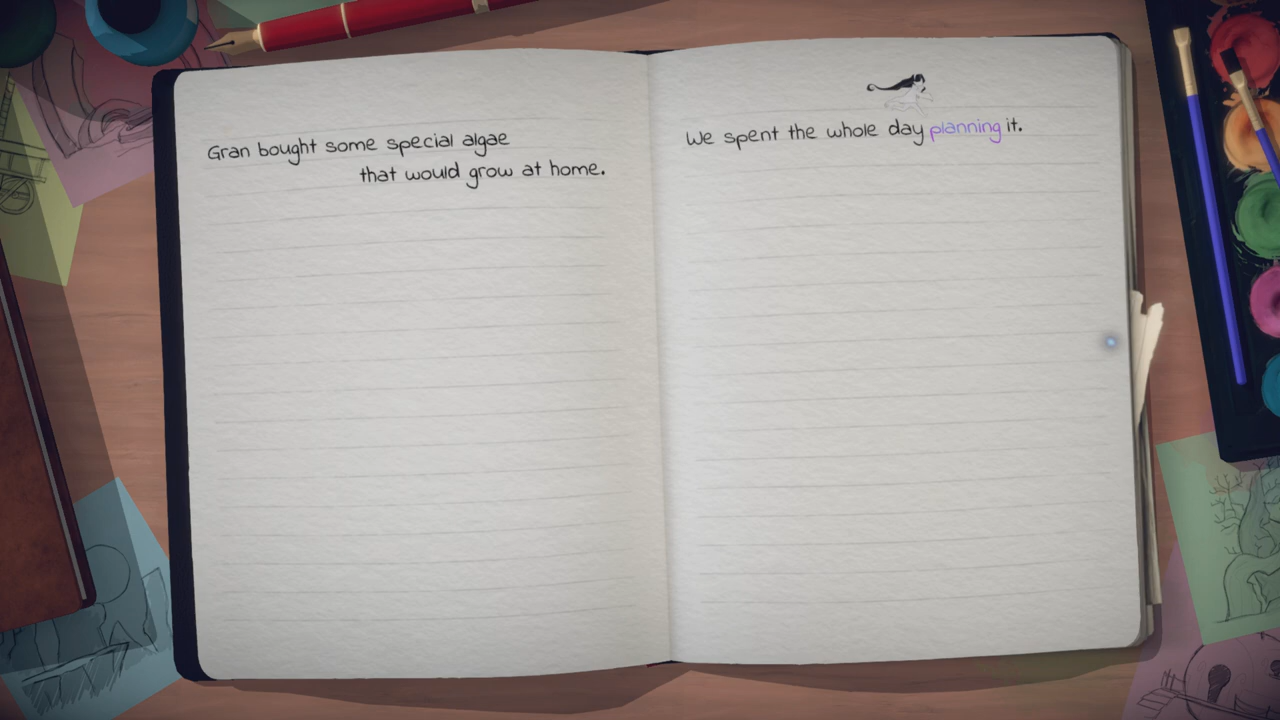 Gran bought some special algae
that would grow at home.
We spent the whole day planning it.